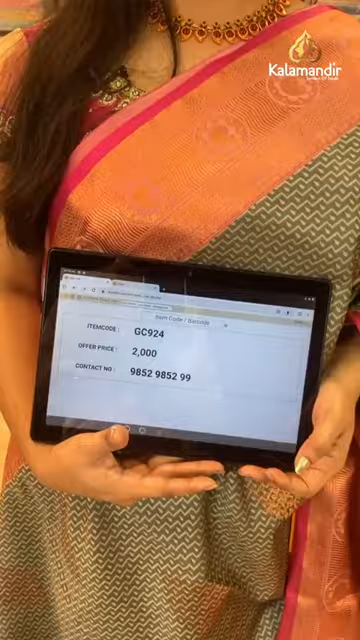 Kalamandir
Item Code / Barcode
ITEMCODE : GC924
OFFER PRICE : 2,000
CONTACT NO : 9852 9852 99